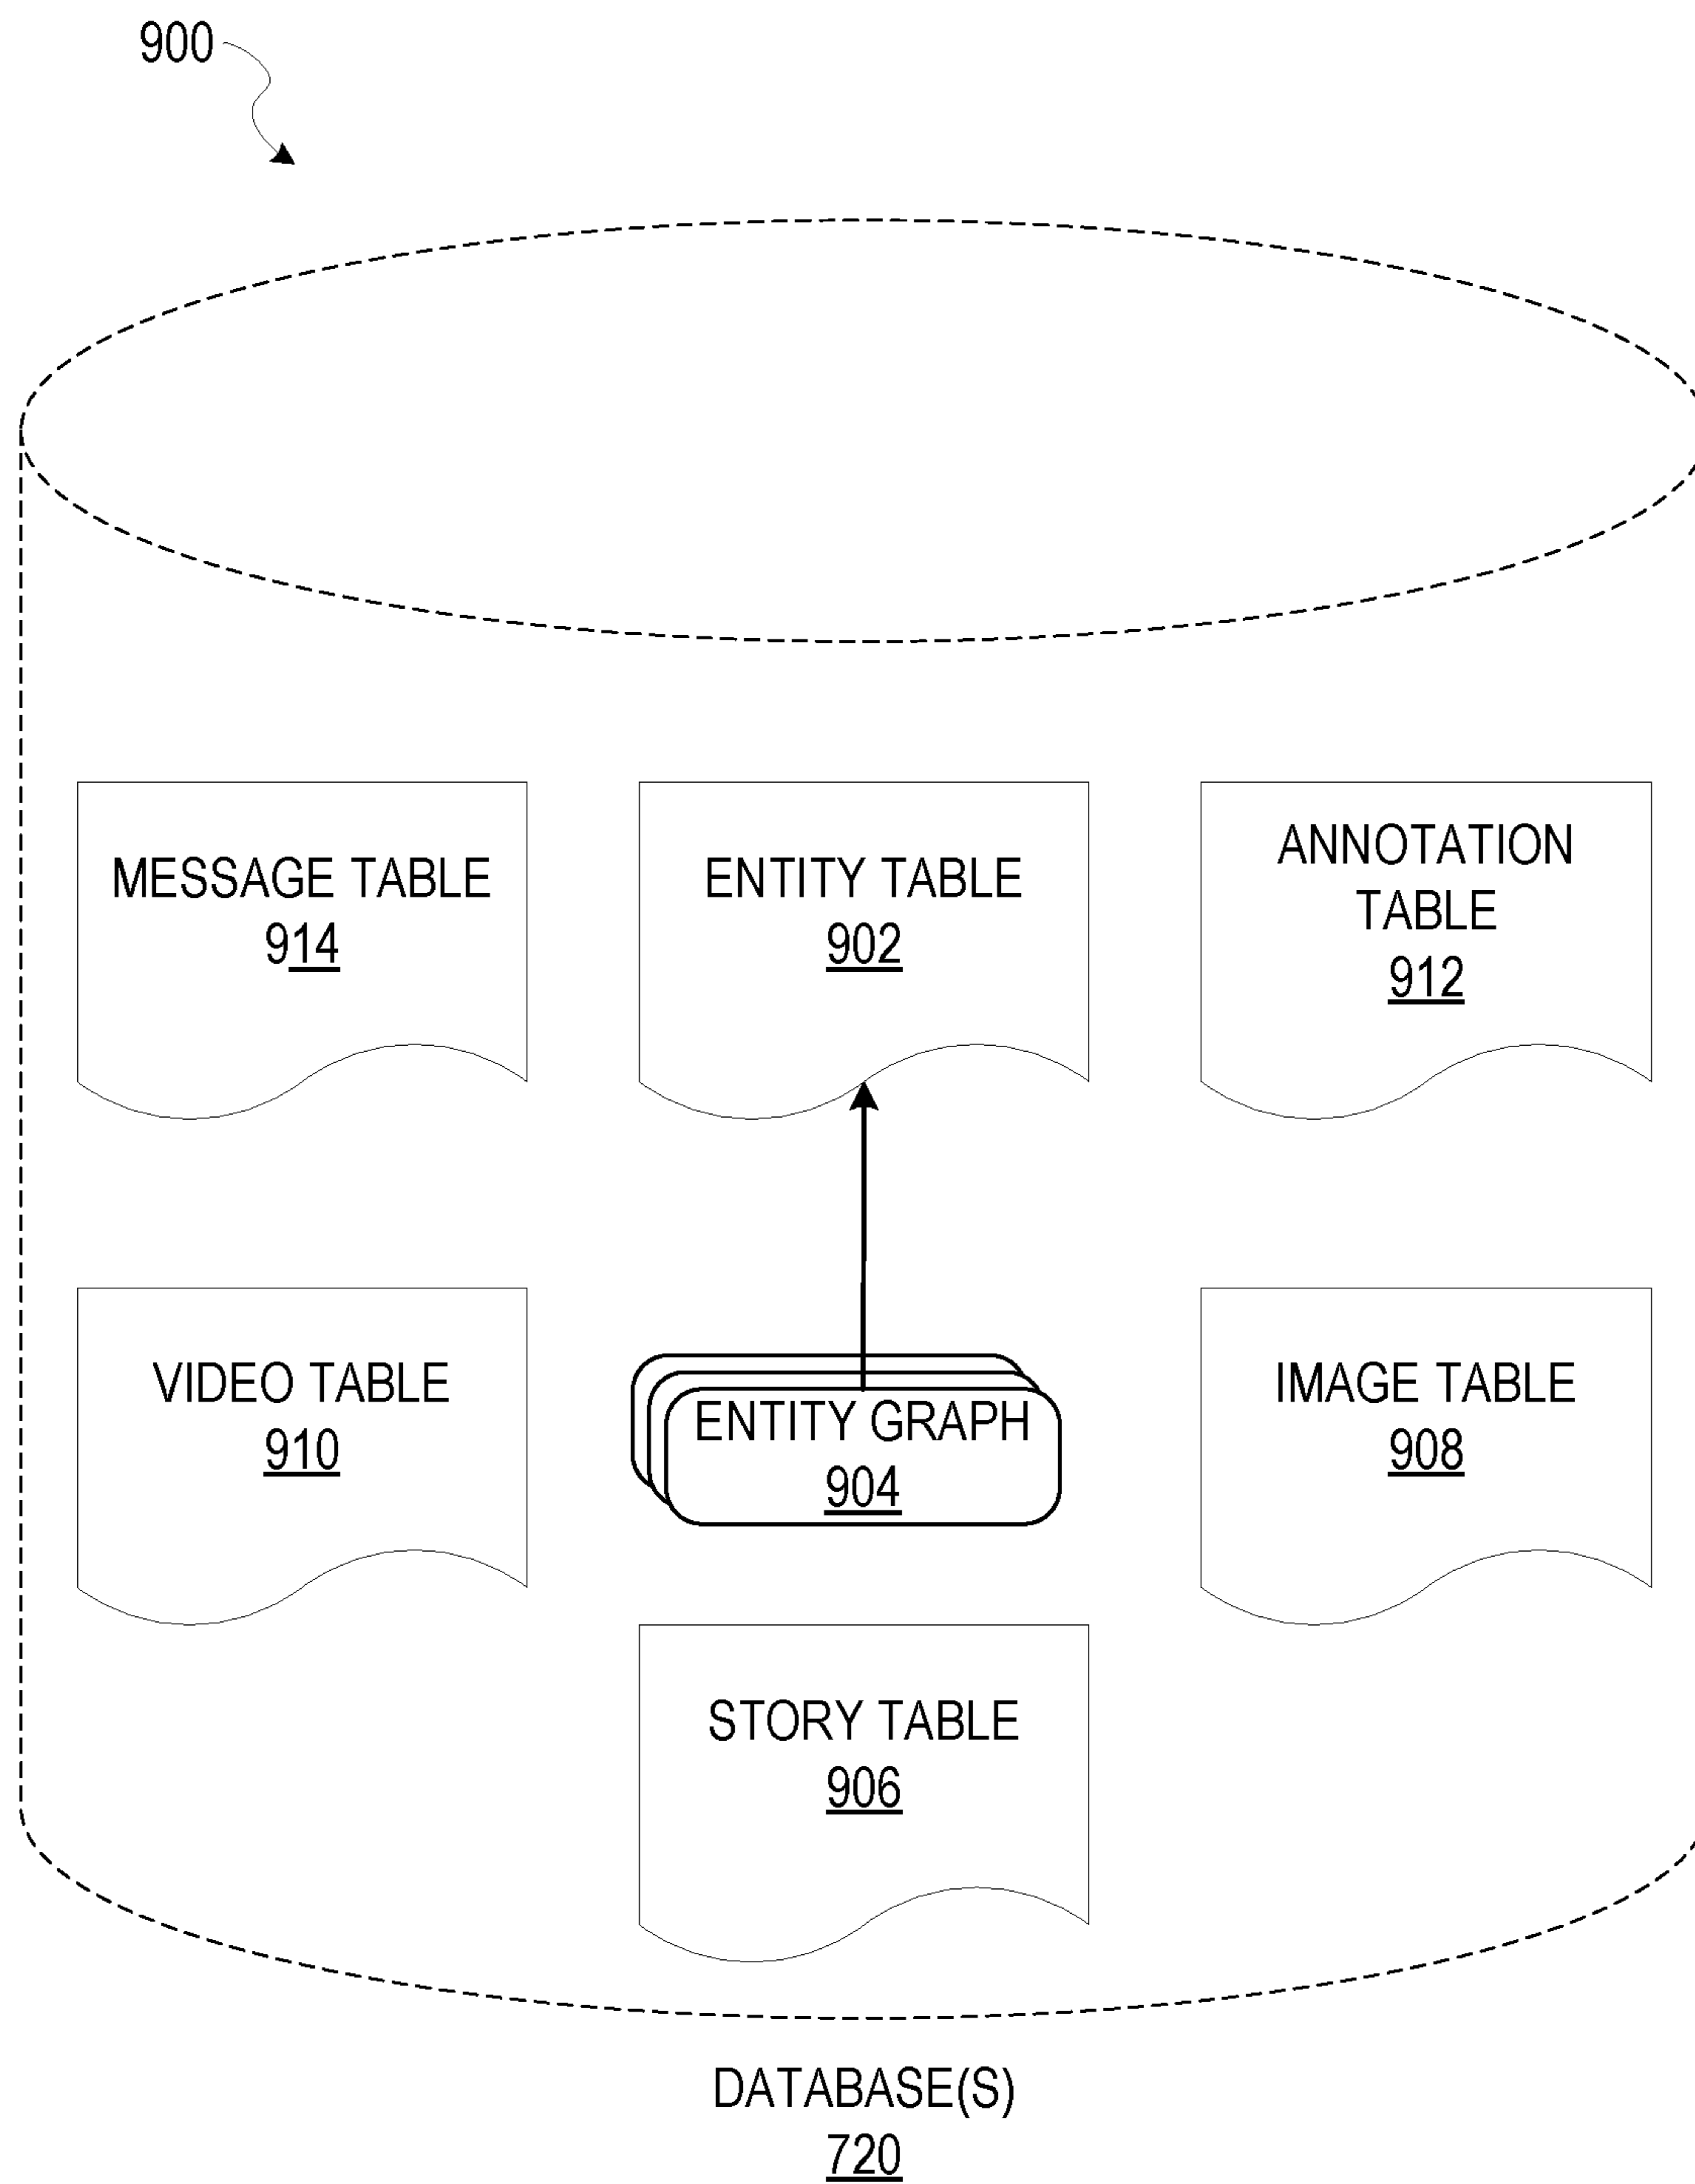 900
MESSAGE TABLE
914
ENTITY TABLE
902
ANNOTATION
TABLE
912
VIDEO TABLE
910
ENTITY GRAPH
904
IMAGE TABLE
908
STORY TABLE
906
DATABASE(S)
720